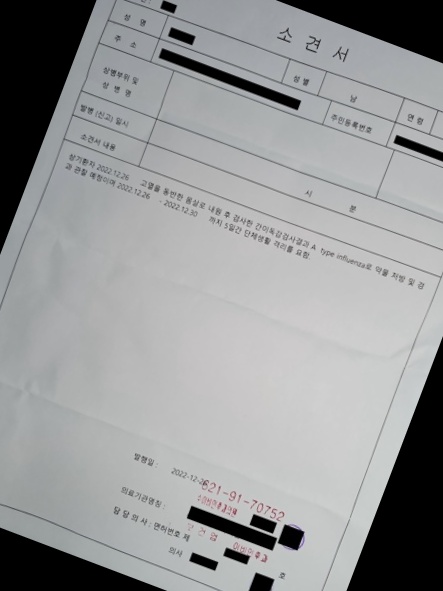 소 견 서
성 명
성 별 남 연 령
주 소
주민등록번호
상병부위 및
상 병 명
발병 (신고) 일시
시 분
소견서 내용
상기환자 2022.12.26 고열을 동반한 몸살로 내원 후 검사한 간이독감검사결과 A type influenza로 약물 처방 및 경
과 관찰 예정이며 2022.12.26 - 2022.12.30 까지 5일간 단체생활 격리를 요함.
발행일 : 2022-12-26
621-91-70752
의료기관명칭 :
담 당 의 사 : 면허번호 제 호
의사